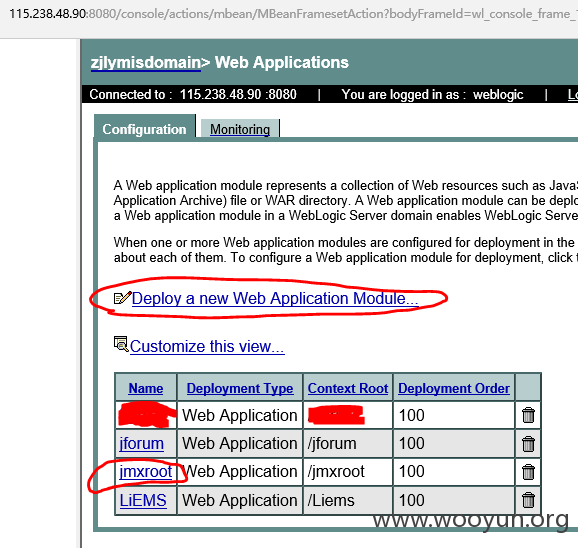 115.238.48.90:8080/console/actions/mbean/MBeanFramesetAction?bodyFrameId=wl_console_frame_
zjlymisdomain> Web Applications
Connected to : 115.238.48.90 :8080 | You are logged in as : weblogic |
Configuration Monitoring
A Web application module represents a collection of Web resources such as
Application Archive) file or WAR directory. A Web application module can be
a Web application module in a WebLogic Server domain enables WebLogic
When one or more Web application modules are configured for deployment in the
about each of them. To configure a Web application module for deployment, click
Deploy a new Web Application Module...
Customize this view...
Name Deployment Type Context Root Deployment Order
Web Application 100
jforum Web Application /jforum 100
jmxroot Web Application /jmxroot 100
LiEMS Web Application /Liems 100
www.wooyun.org